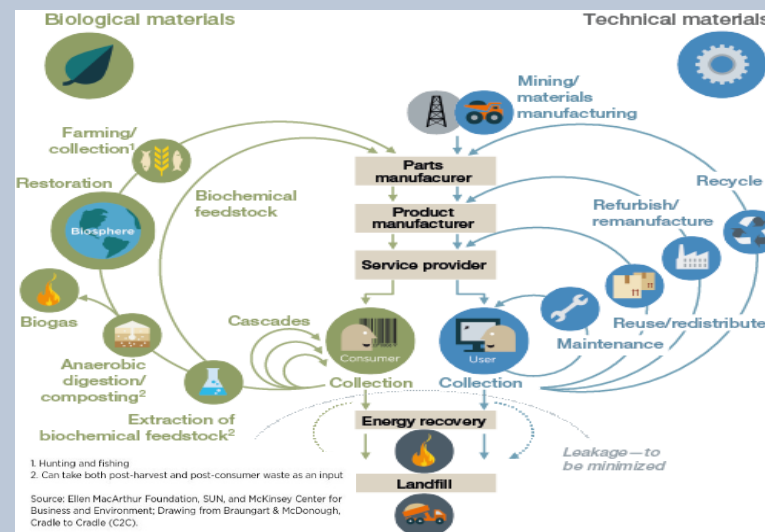 Biological materials
Technical materials
Mining/
materials
manufacturing
Farming/
collection¹
Parts
manufacurer
Recycle
Restoration
Biochemical
feedstock
Refurbish/
remanufacture
Product
manufacturer
Biosphere
Service provider
Biogas
Cascades
Reuse/redistribute
Maintenance
Consumer
User
Anaerobic
digestion/
composting²
Collection
Collection
Extraction of
biochemical feedstock²
Energy recovery
Leakage—to
be minimized
Landfill
1. Hunting and fishing
2. Can take both post-harvest and post-consumer waste as an input
Source: Ellen MacArthur Foundation, SUN, and McKinsey Center for
Business and Environment; Drawing from Braungart & McDonough,
Cradle to Cradle (C2C).